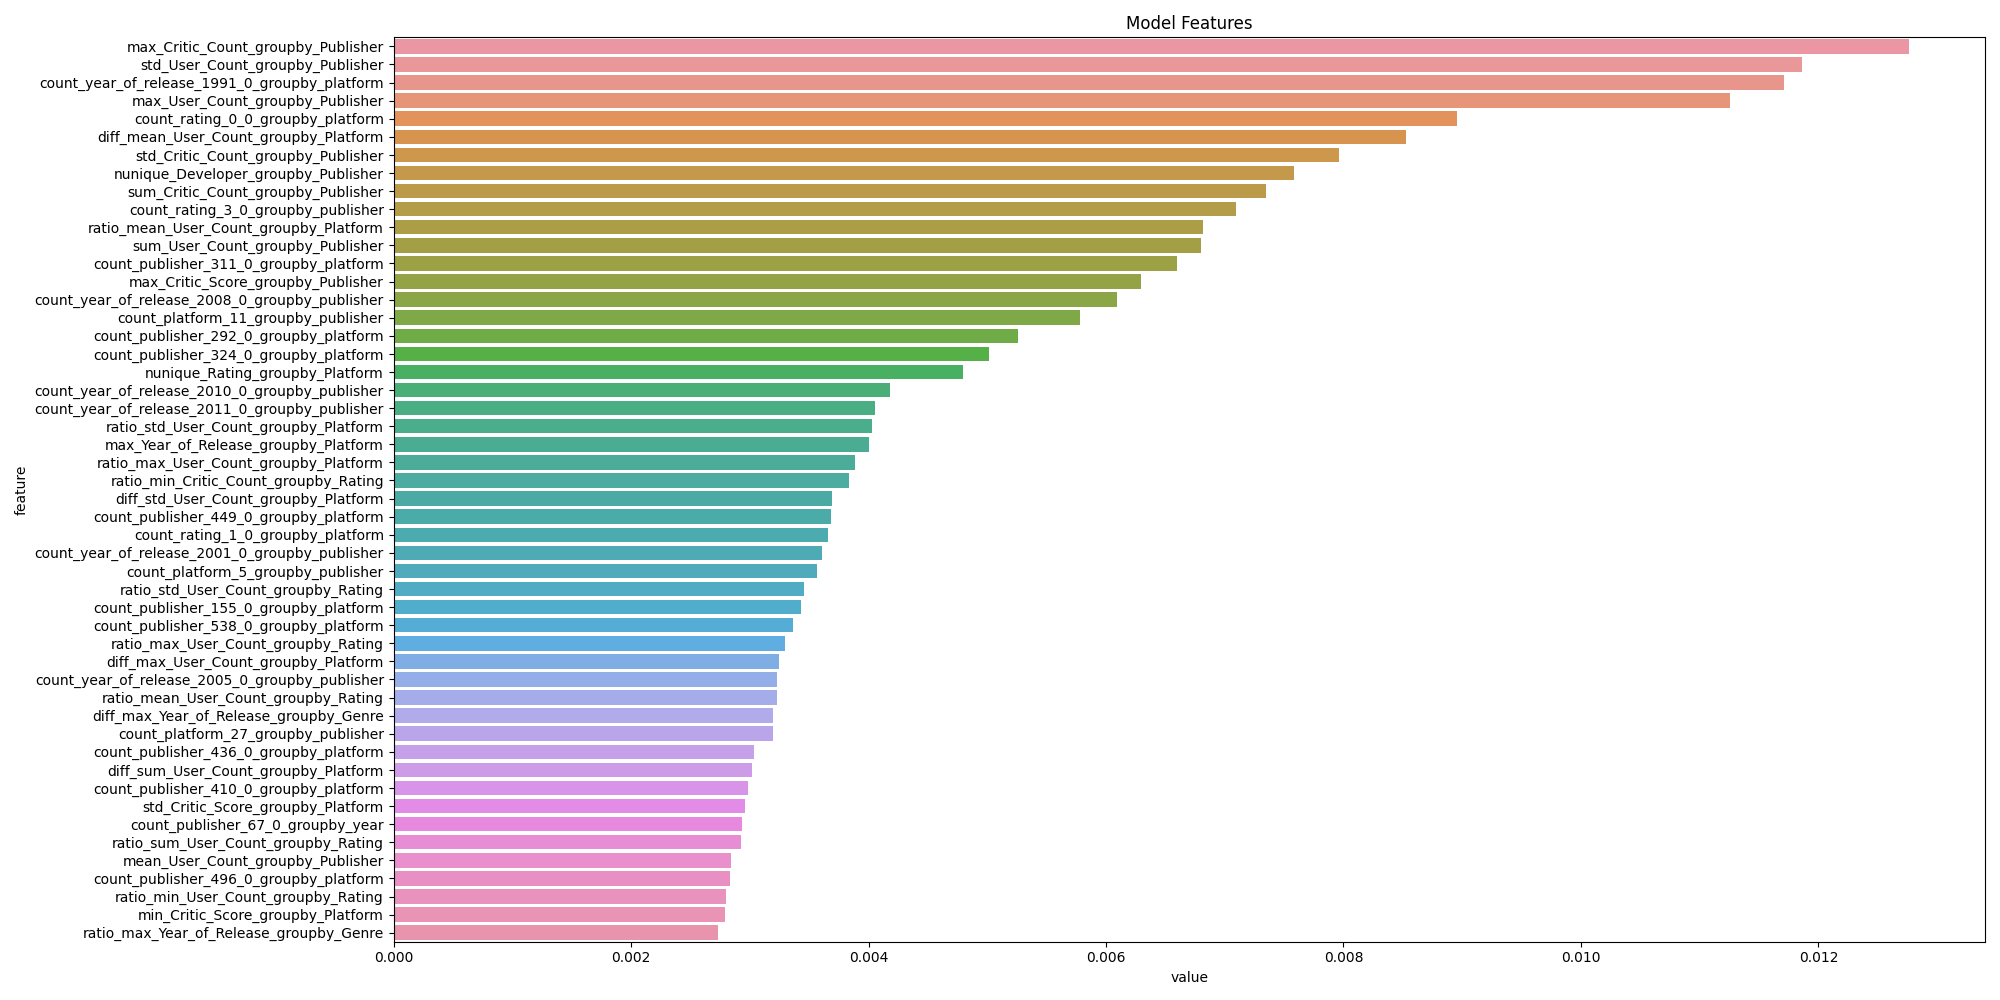 Model Features
max_Critic_Count_groupby_Publisher
std_User_Count_groupby_Publisher
count_year_of_release_1991_0_groupby_platform
max_User_Count_groupby_Publisher
count_rating_0_0_groupby_platform
diff_mean_User_Count_groupby_Platform
std_Critic_Count_groupby_Publisher
nunique_Developer_groupby_Publisher
sum_Critic_Count_groupby_Publisher
count_rating_3_0_groupby_publisher
ratio_mean_User_Count_groupby_Platform
sum_User_Count_groupby_Publisher
count_publisher_311_0_groupby_platform
max_Critic_Score_groupby_Publisher
count_year_of_release_2008_0_groupby_publisher
count_platform_11_groupby_publisher
count_publisher_292_0_groupby_platform
count_publisher_324_0_groupby_platform
nunique_Rating_groupby_Platform
count_year_of_release_2010_0_groupby_publisher
count_year_of_release_2011_0_groupby_publisher
ratio_std_User_Count_groupby_Platform
max_Year_of_Release_groupby_Platform
ratio_max_User_Count_groupby_Platform
ratio_min_Critic_Count_groupby_Rating
diff_std_User_Count_groupby_Platform
count_publisher_449_0_groupby_platform
count_rating_1_0_groupby_platform
count_year_of_release_2001_0_groupby_publisher
count_platform_5_groupby_publisher
ratio_std_User_Count_groupby_Rating
count_publisher_155_0_groupby_platform
count_publisher_538_0_groupby_platform
ratio_max_User_Count_groupby_Rating
diff_max_User_Count_groupby_Platform
count_year_of_release_2005_0_groupby_publisher
ratio_mean_User_Count_groupby_Rating
diff_max_Year_of_Release_groupby_Genre
count_platform_27_groupby_publisher
count_publisher_436_0_groupby_platform
diff_sum_User_Count_groupby_Platform
count_publisher_410_0_groupby_platform
std_Critic_Score_groupby_Platform
count_publisher_67_0_groupby_year
ratio_sum_User_Count_groupby_Rating
mean_User_Count_groupby_Publisher
count_publisher_496_0_groupby_platform
ratio_min_User_Count_groupby_Rating
min_Critic_Score_groupby_Platform
ratio_max_Year_of_Release_groupby_Genre
feature
0.000 0.002 0.004 0.006 0.008 0.010 0.012
value